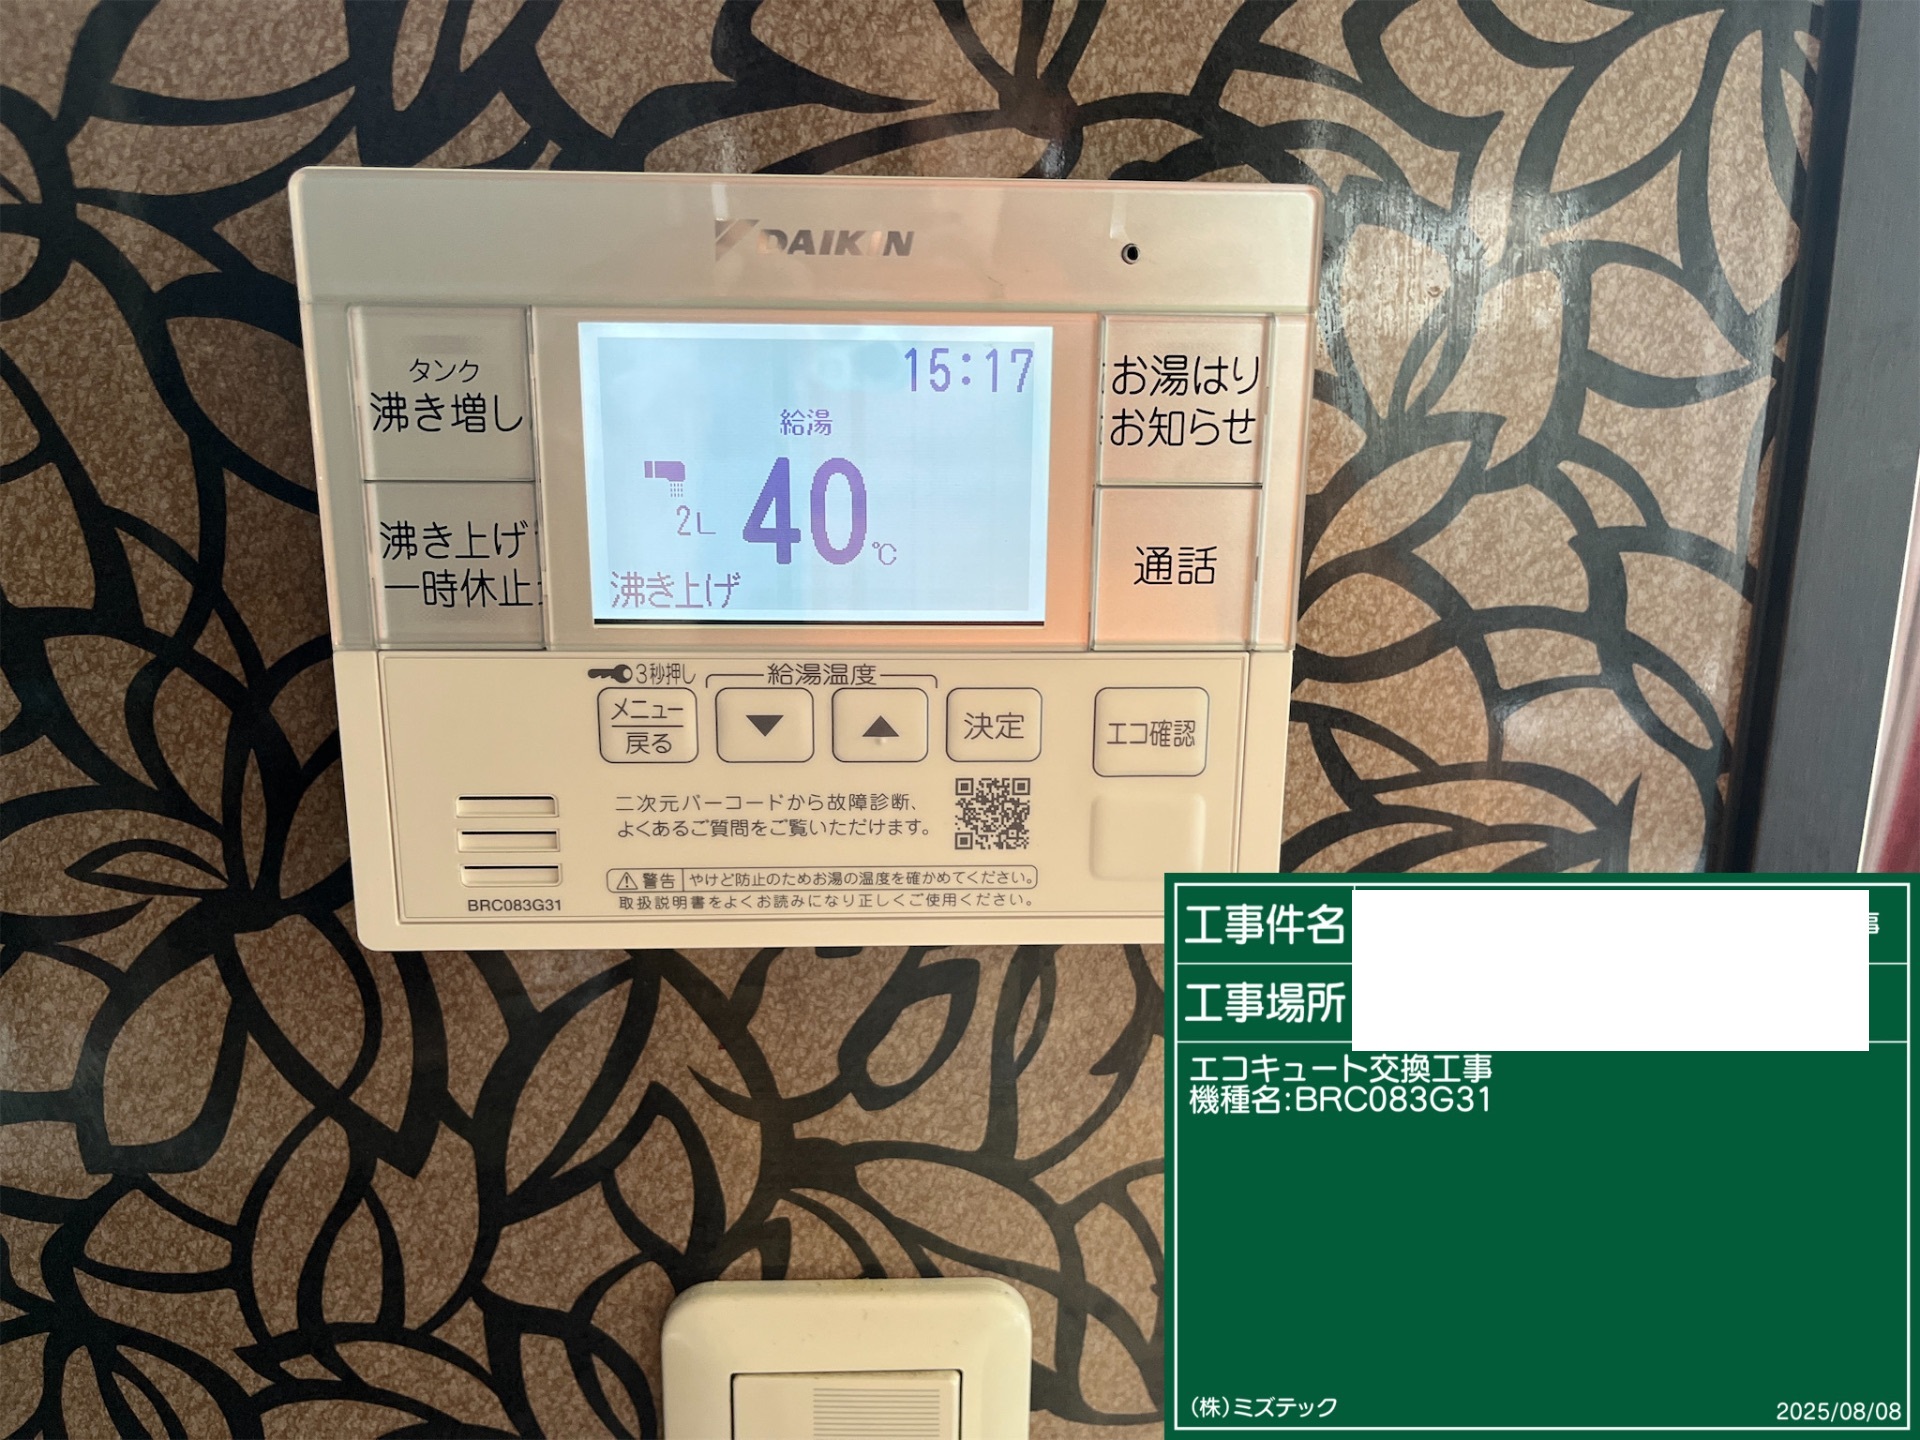 DAIKIN
タンク
沸き増し
沸き上げ
一時休止
15:17
給湯
2L
40℃
沸き上げ
お湯はり
お知らせ
通話
3秒押し
給湯温度
メニュー
戻る
▼
▲
決定
エコ確認
二次元バーコードから故障診断、
よくあるご質問をご覧いただけます。
警告 やけど防止のためお湯の温度を確かめてください。
取扱説明書をよくお読みになり正しくご使用ください。
BRC083G31
工事件名
事
工事場所
エコキュート交換工事
機種名:BRC083G31
(株)ミズテック
2025/08/08